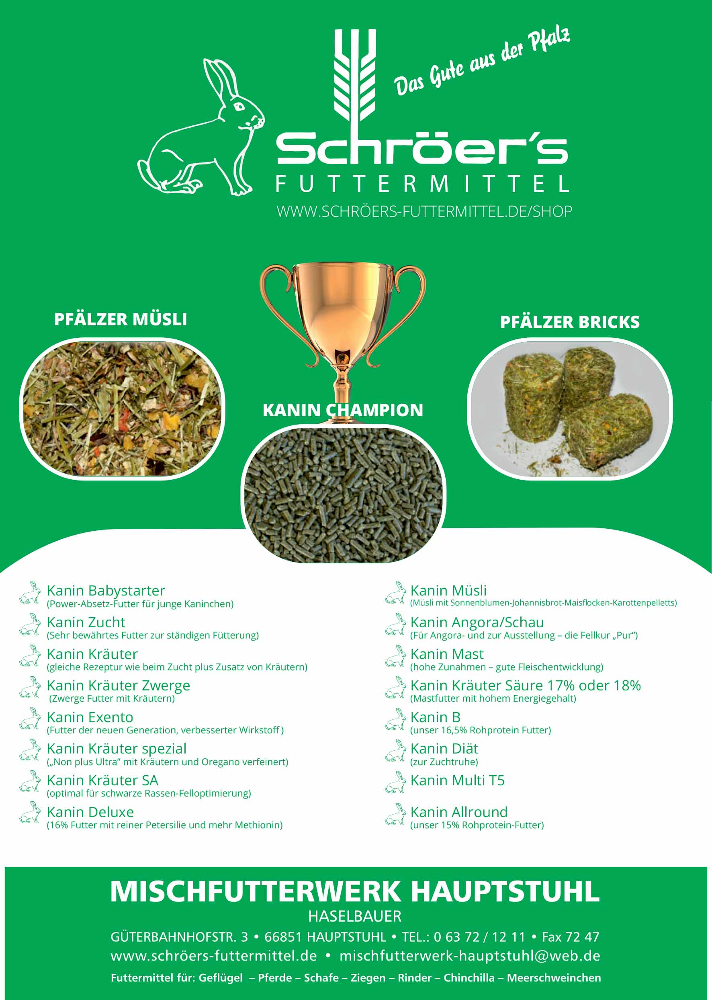 Das Gute aus der Pfalz
Schröer's
FUTTERMITTEL
WWW.SCHRÖERS-FUTTERMITTEL.DE/SHOP
PFÄLZER MÜSLI
PFÄLZER BRICKS
KANIN CHAMPION
Kanin Babystarter
(Power-Absetz-Futter für junge Kaninchen)
Kanin Zucht
(Sehr bewährtes Futter zur ständigen Fütterung)
Kanin Kräuter
(gleiche Rezeptur wie beim Zucht plus Zusatz von Kräutern)
Kanin Kräuter Zwerge
(Zwerge Futter mit Kräutern)
Kanin Exento
(Futter der neuen Generation, verbesserter Wirkstoff )
Kanin Kräuter spezial
(„Non plus Ultra” mit Kräutern und Oregano verfeinert)
Kanin Kräuter SA
(optimal für schwarze Rassen-Felloptimierung)
Kanin Deluxe
(16% Futter mit reiner Petersilie und mehr Methionin)
Kanin Müsli
(Müsli mit Sonnenblumen-Johannisbrot-Maisflocken-Karottenpelletts)
Kanin Angora/Schau
(Für Angora- und zur Ausstellung – die Fellkur „Pur”)
Kanin Mast
(hohe Zunahmen – gute Fleischentwicklung)
Kanin Kräuter Säure 17% oder 18%
(Mastfutter mit hohem Energiegehalt)
Kanin B
(unser 16,5% Rohprotein Futter)
Kanin Diät
(zur Zuchtruhe)
Kanin Multi T5
Kanin Allround
(unser 15% Rohprotein-Futter)
MISCHFUTTERWERK HAUPTSTUHL
HASELBAUER
GÜTERBAHNHOFSTR. 3 • 66851 HAUPTSTUHL • TEL.: 0 63 72 / 12 11 • Fax 72 47
www.schröers-futtermittel.de • mischfutterwerk-hauptstuhl@web.de
Futtermittel für: Geflügel – Pferde – Schafe – Ziegen – Rinder – Chinchilla – Meerschweinchen